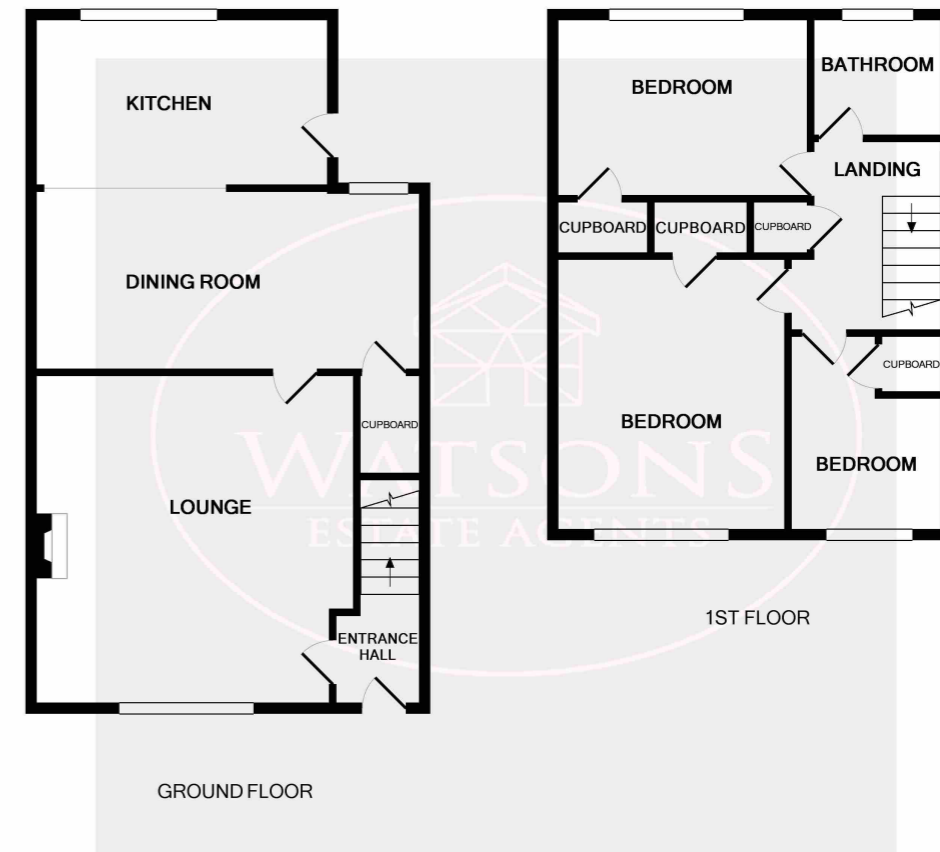 KITCHEN
DINING ROOM
CUPBOARD
LOUNGE
ENTRANCE
HALL
GROUND FLOOR
BEDROOM
BATHROOM
LANDING
CUPBOARD
CUPBOARD
CUPBOARD
CUPBOARD
BEDROOM
BEDROOM
1ST FLOOR
WATSONS
ESTATE AGENTS